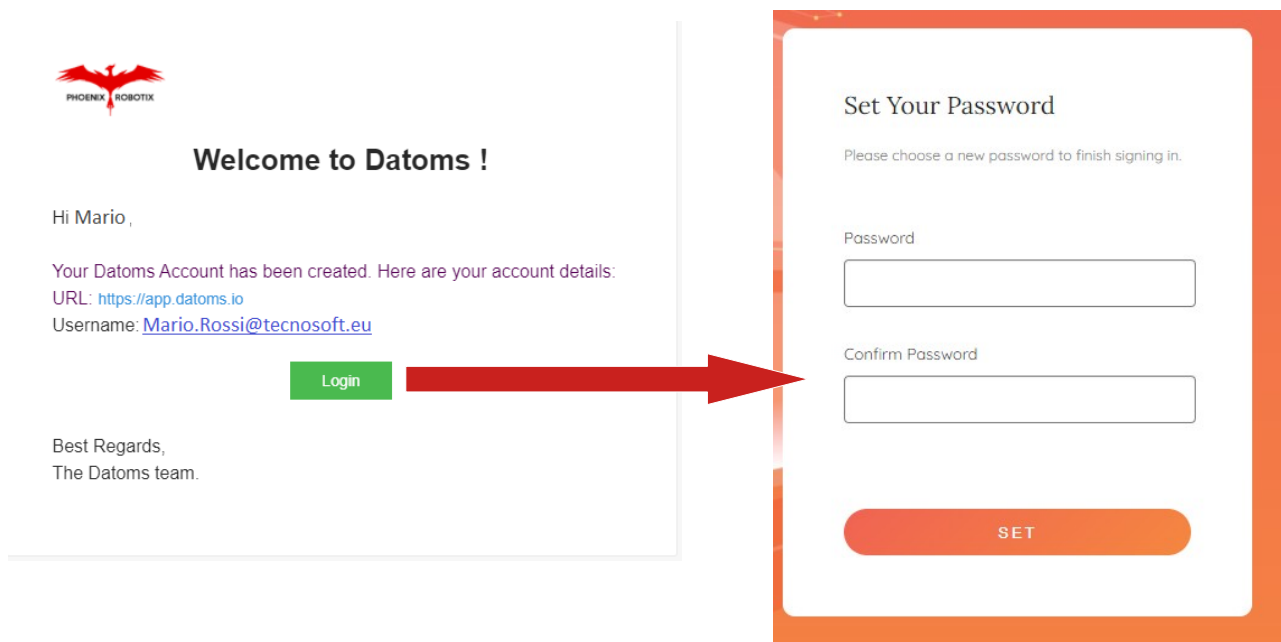 PHOENIX ROBOTIX
Welcome to Datoms !
Hi Mario ,
Your Datoms Account has been created. Here are your account details:
URL: https://app.datoms.io
Username: Mario.Rossi@tecnosoft.eu
Login
Best Regards,
The Datoms team.
Set Your Password
Please choose a new password to finish signing in.
Password
Confirm Password
SET